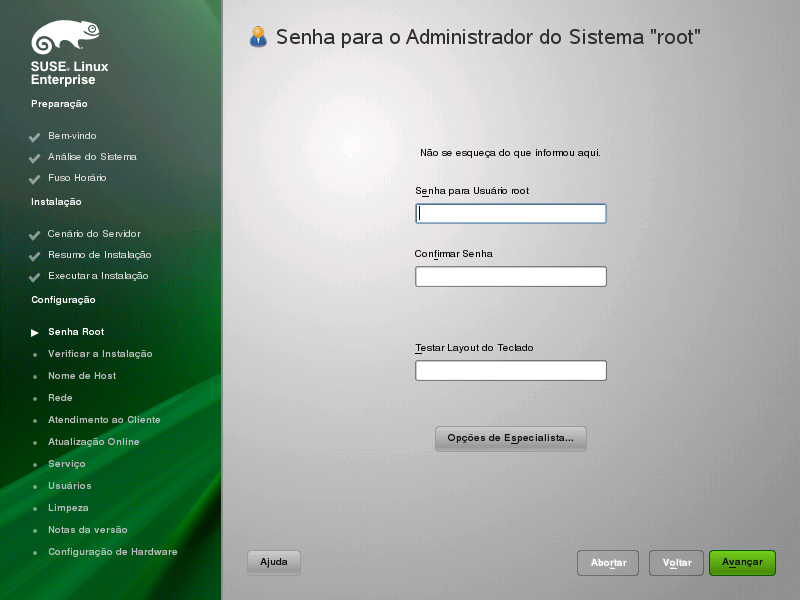 SUSE. Linux
Enterprise
Preparação
Bem-vindo
Análise do Sistema
Fuso Horário
Instalação
Cenário do Servidor
Resumo de Instalação
Executar a Instalação
Configuração
Senha Root
Verificar a Instalação
Nome de Host
Rede
Atendimento ao Cliente
Atualização Online
Serviço
Usuários
Limpeza
Notas da versão
Configuração de Hardware
Senha para o Administrador do Sistema "root"
Não se esqueça do que informou aqui.
Senha para Usuário root
Confirmar Senha
Testar Layout do Teclado
Opções de Especialista...
Ajuda
Abortar
Voltar
Avançar